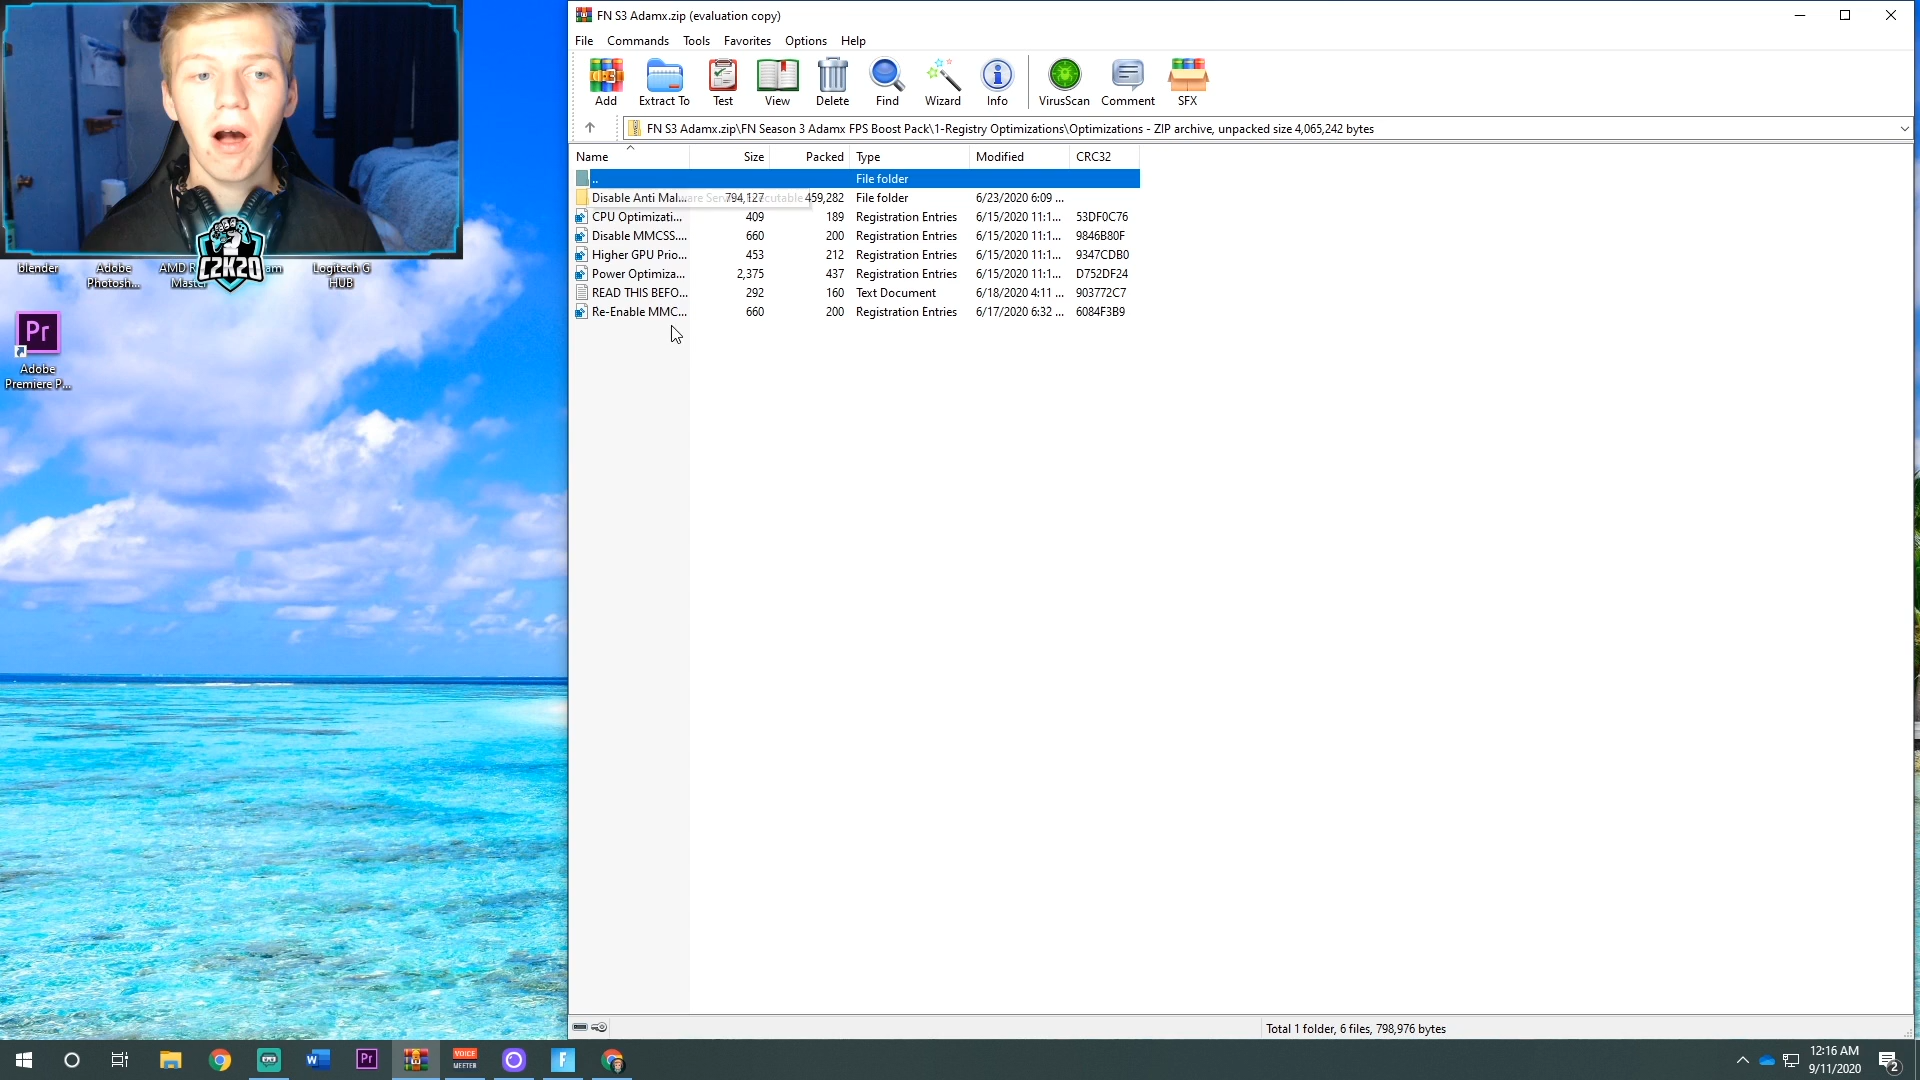 FN S3 Adamx.zip (evaluation copy)
File Commands Tools Favorites Options Help
Add Extract To Test View Delete Find Wizard Info VirusScan Comment SFX
FN S3 Adamx.zip\FN Season 3 Adamx FPS Boost Pack\1-Registry Optimizations\Optimizations - ZIP archive, unpacked size 4,065,242 bytes
Name Size Packed Type Modified CRC32
.. File folder
Disable Anti Mal... 794,127 459,282 File folder 6/23/2020 6:09 ...
CPU Optimizati... 409 189 Registration Entries 6/15/2020 11:1... 53DF0C76
Disable MMCSS.... 660 200 Registration Entries 6/15/2020 11:1... 9846B80F
Higher GPU Prio... 453 212 Registration Entries 6/15/2020 11:1... 9347CDB0
Power Optimiza... 2,375 437 Registration Entries 6/15/2020 11:1... D752DF24
READ THIS BEFO... 292 160 Text Document 6/18/2020 4:11 ... 903772C7
Re-Enable MMC... 660 200 Registration Entries 6/17/2020 6:32 ... 6084F3B9
C2K20
blender
Adobe
Photosh...
AMD R
Master
am
Logitech G
HUB
Pr
Adobe
Premiere P...
Total 1 folder, 6 files, 798,976 bytes
W
Pr
VOICE
MEETER
F
12:16 AM
9/11/2020
2